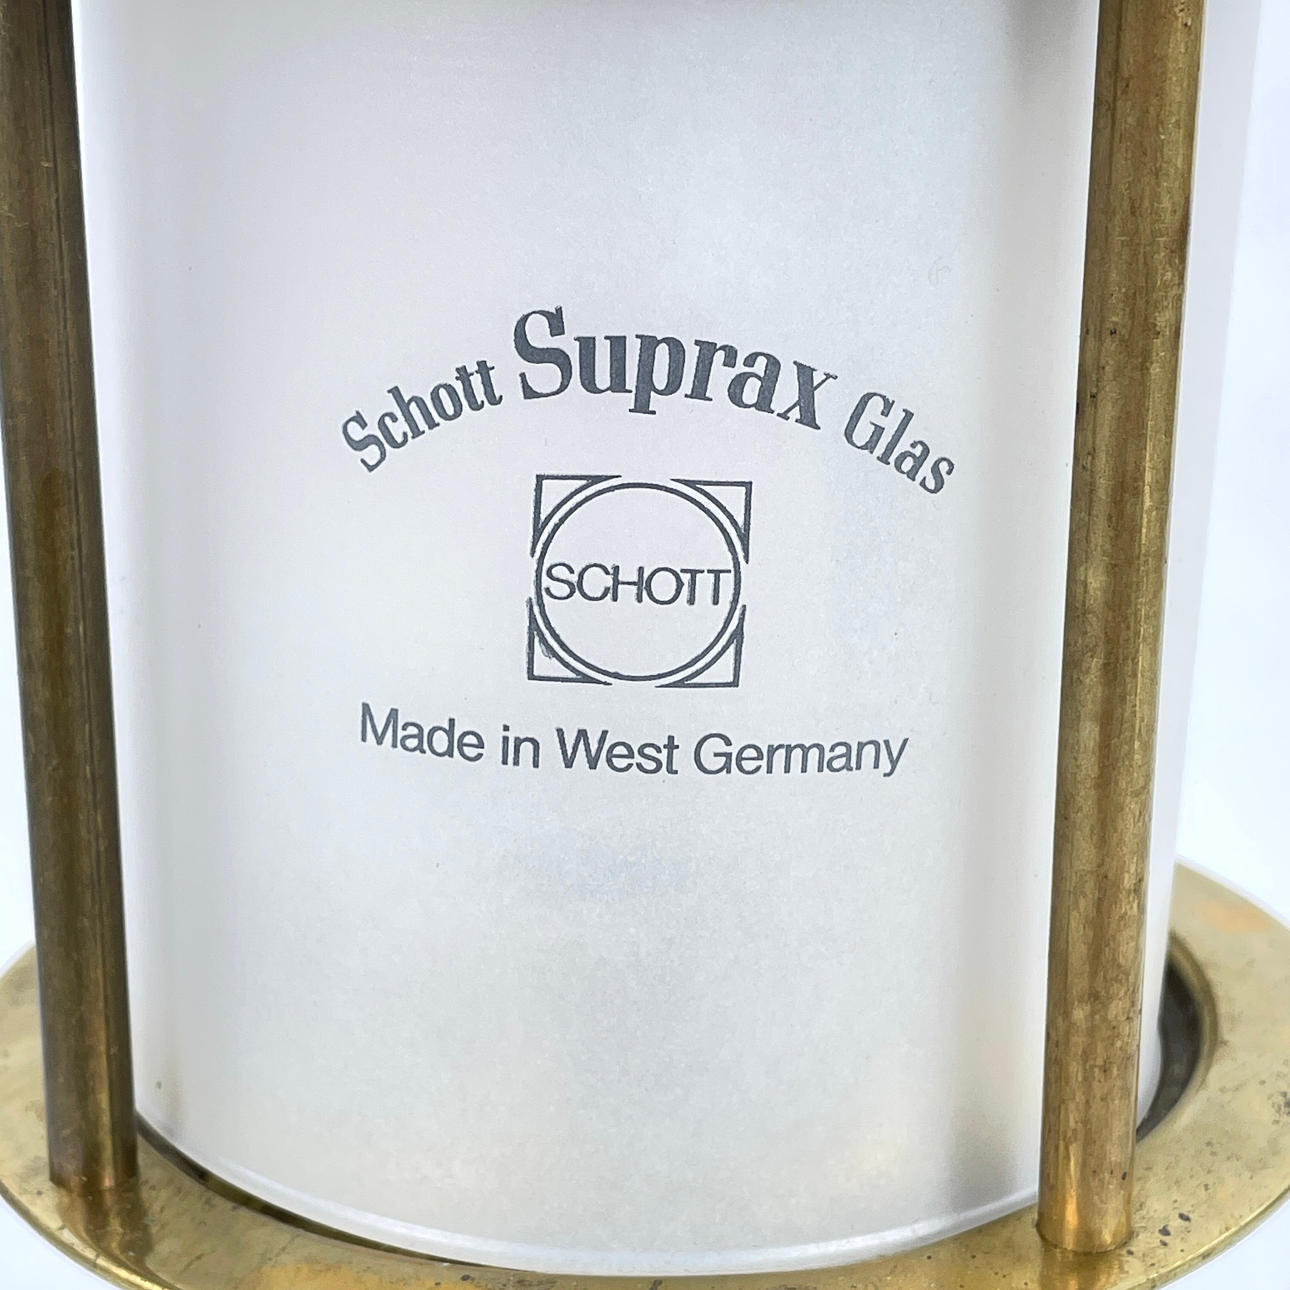 Schott Suprax Glas
SCHOTT
Made in West Germany